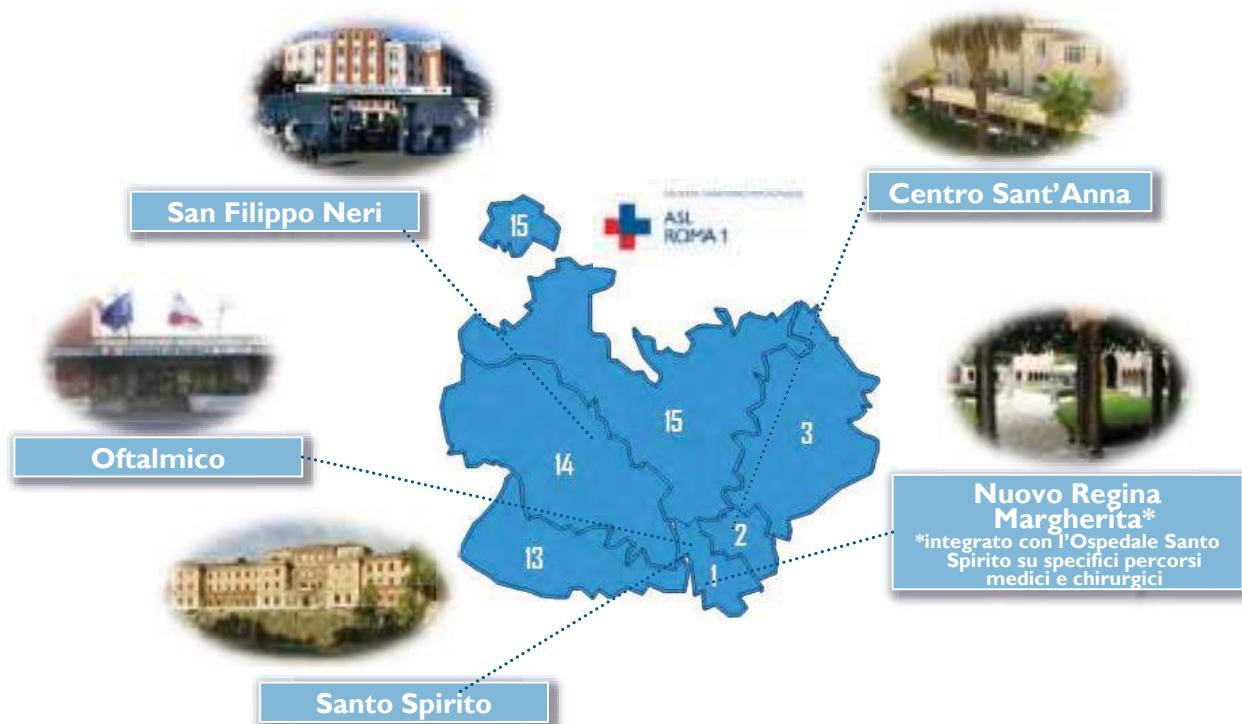 San Filippo Neri
Centro Sant’Anna
ASL
ROMA 1
15
Oftalmico
15
3
14
2
13
1
Nuovo Regina
Margherita*
*integrato con l’Ospedale Santo
Spirito su specifici percorsi
medici e chirurgici
Santo Spirito